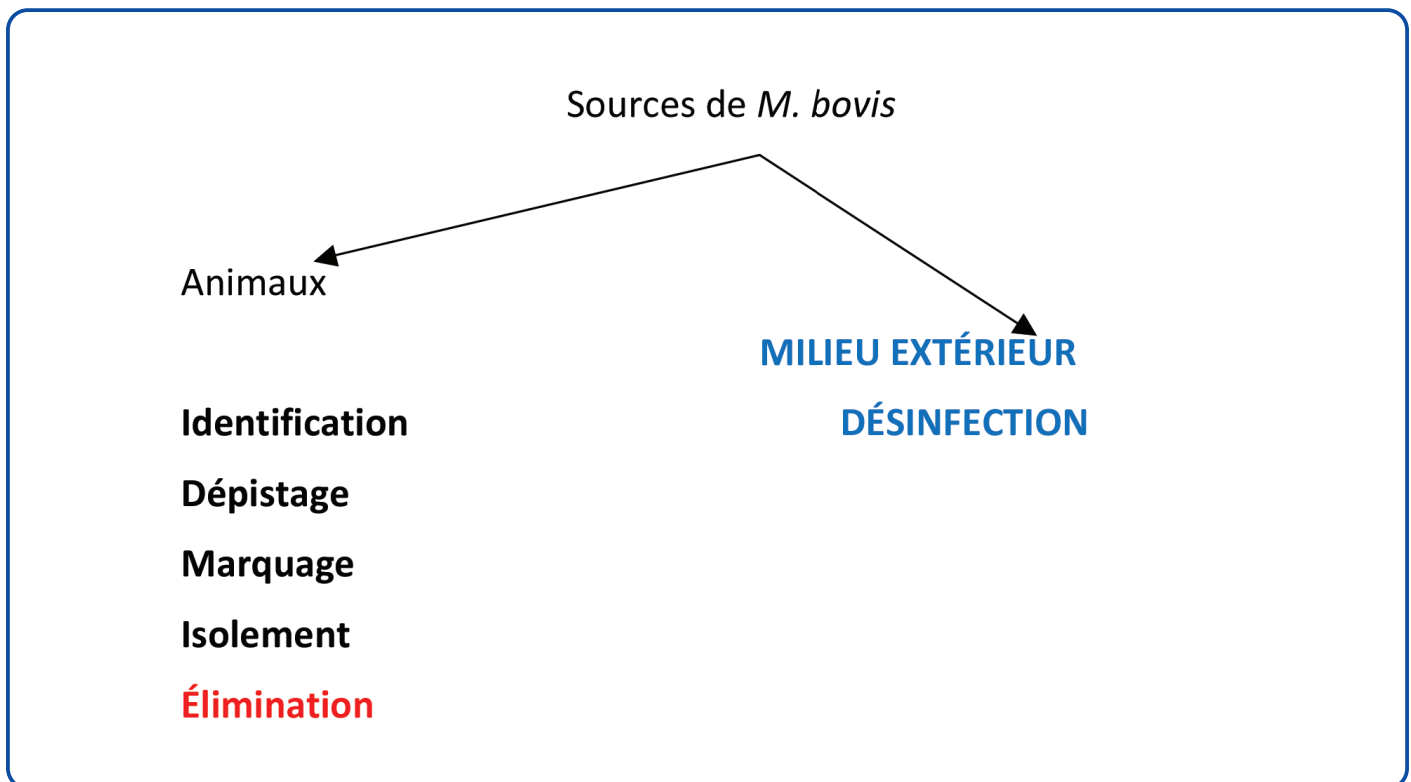 Sources de M. bovis
Animaux
MILIEU EXTÉRIEUR
Identification
DÉSINFECTION
Dépistage
Marquage
Isolement
Élimination